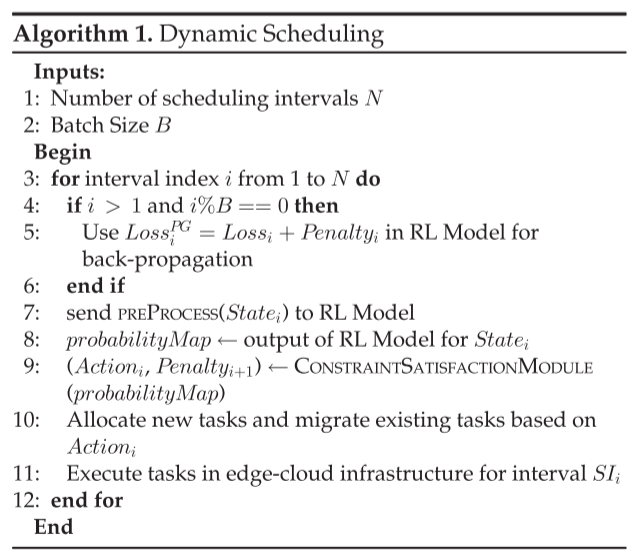 Algorithm 1. Dynamic Scheduling
Inputs:
1: Number of scheduling intervals N
2: Batch Size B
Begin
3: for interval index i from 1 to N do
4: if i > 1 and i%B == 0 then
5: Use Loss_i^{PG} = Loss_i + Penalty_i in RL Model for
back-propagation
6: end if
7: send PREPROCESS(State_i) to RL Model
8: probabilityMap ← output of RL Model for State_i
9: (Action_i, Penalty_{i+1}) ← CONSTRAINTSATISFACTIONMODULE
(probabilityMap)
10: Allocate new tasks and migrate existing tasks based on
Action_i
11: Execute tasks in edge-cloud infrastructure for interval SI_i
12: end for
End